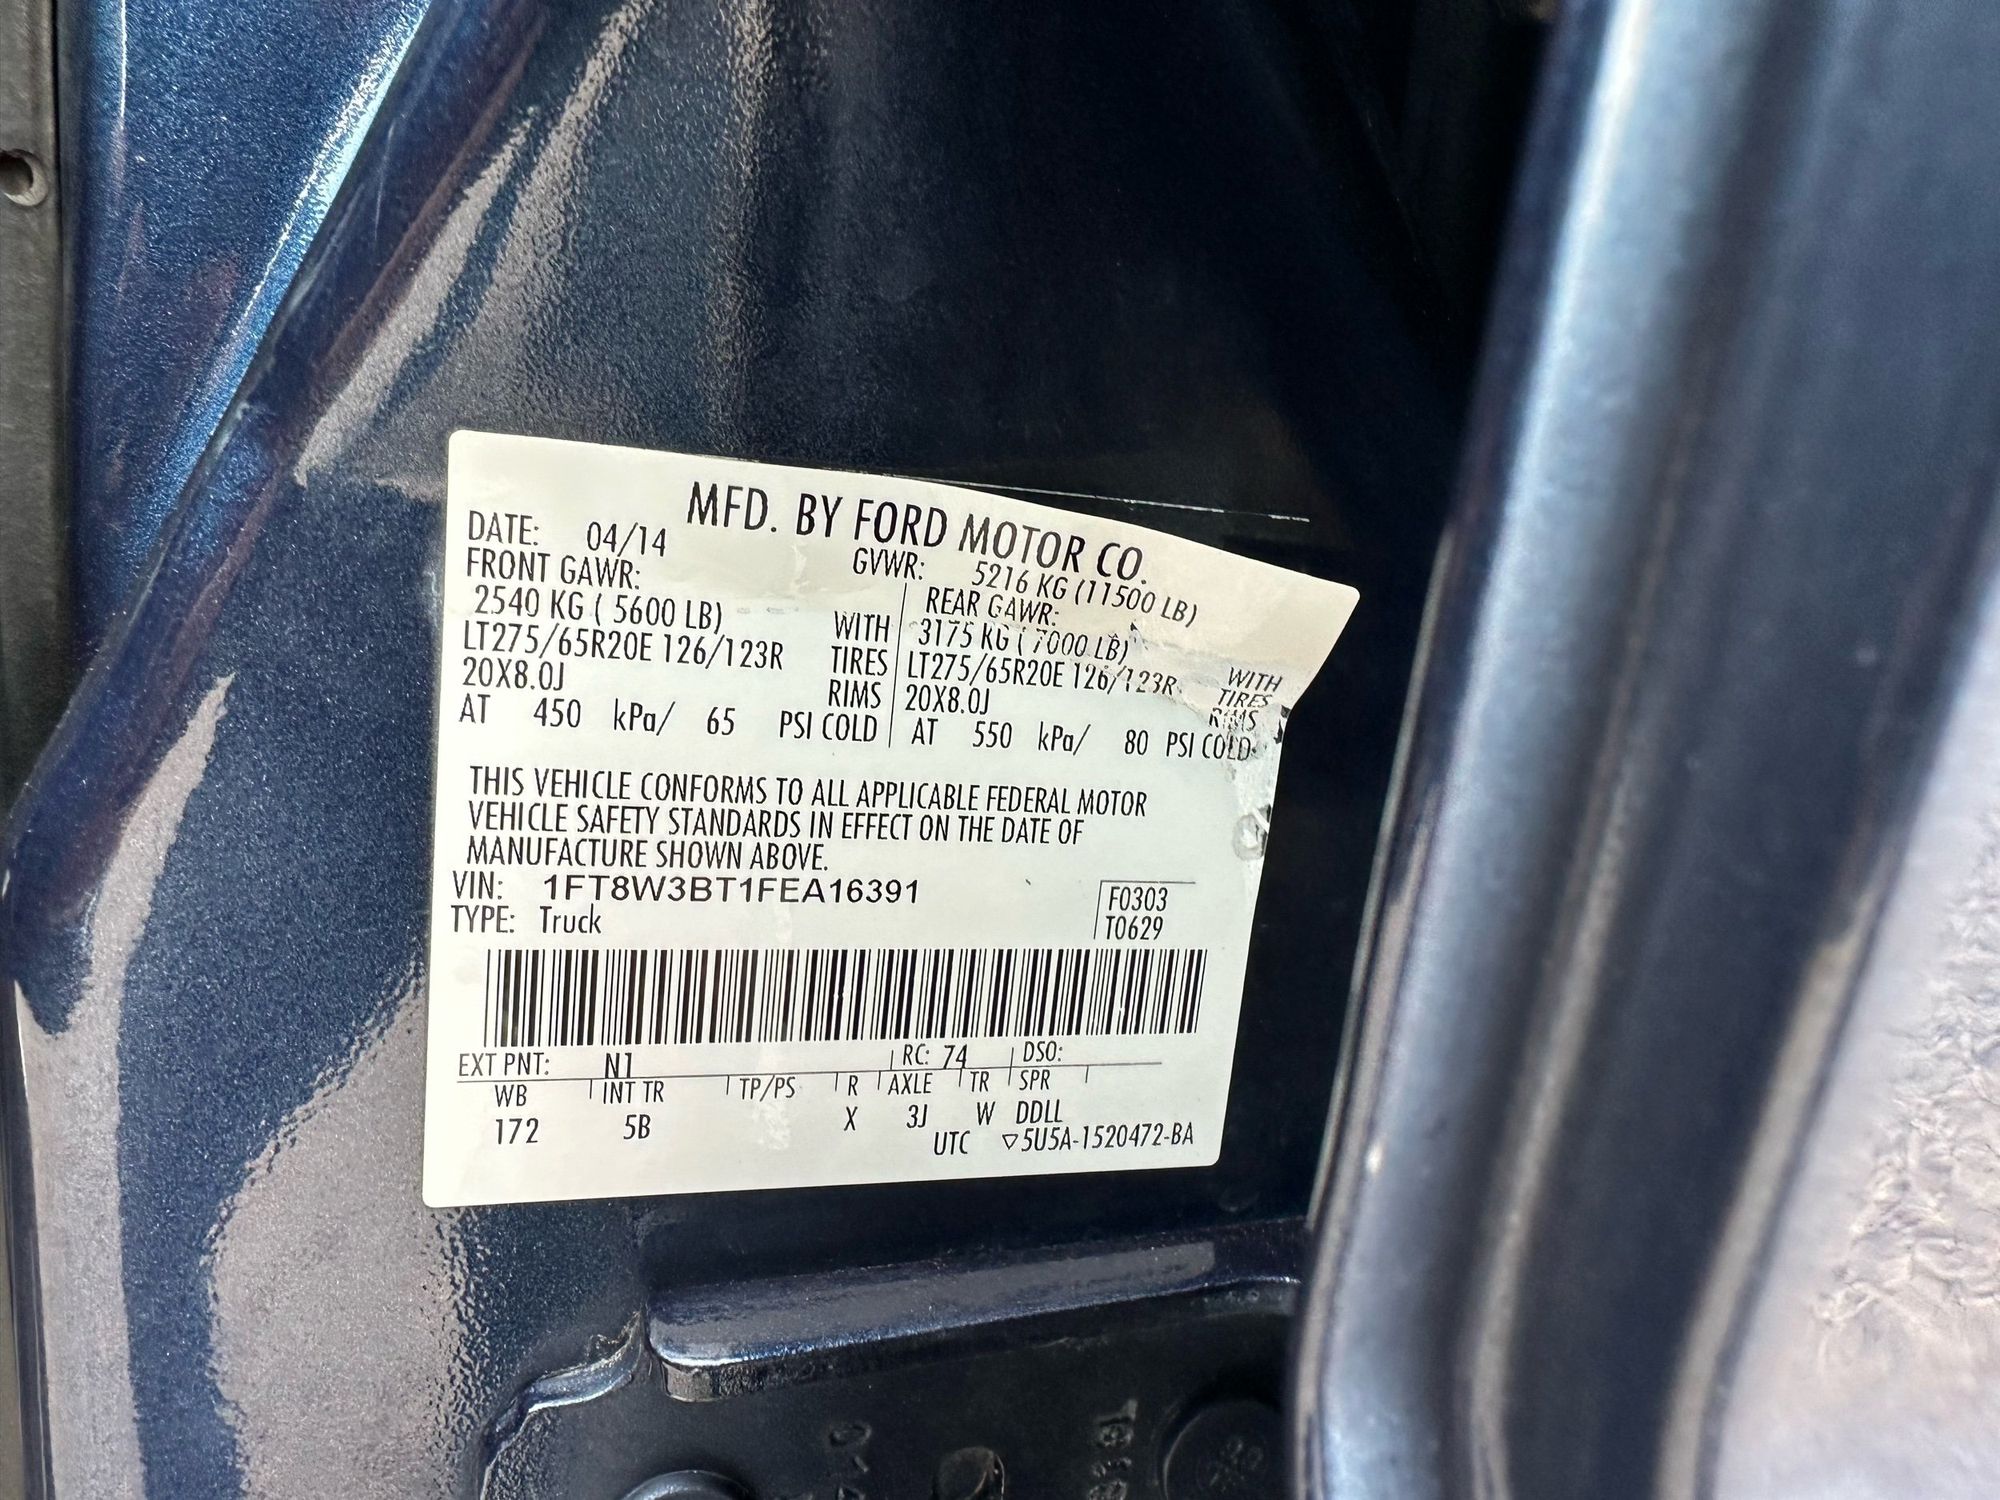 MFD. BY FORD MOTOR CO.
DATE: 04/14 GVWR: 5216 KG (11500 LB)
FRONT GAWR: REAR GAWR:
2540 KG ( 5600 LB) WITH 3175 KG ( 7000 LB) WITH
LT275/65R20E 126/123R TIRES LT275/65R20E 126/123R TIRES
20X8.0J RIMS 20X8.0J RIMS
AT 450 kPa/ 65 PSI COLD AT 550 kPa/ 80 PSI COLD
THIS VEHICLE CONFORMS TO ALL APPLICABLE FEDERAL MOTOR
VEHICLE SAFETY STANDARDS IN EFFECT ON THE DATE OF
MANUFACTURE SHOWN ABOVE.
VIN: 1FT8W3BT1FEA16391 F0303
TYPE: Truck T0629
EXT PNT: N1 RC: 74 DSO:
WB INT TR TP/PS R AXLE TR SPR
172 5B X 3J W DDLL
UTC ▽5U5A-1520472-BA